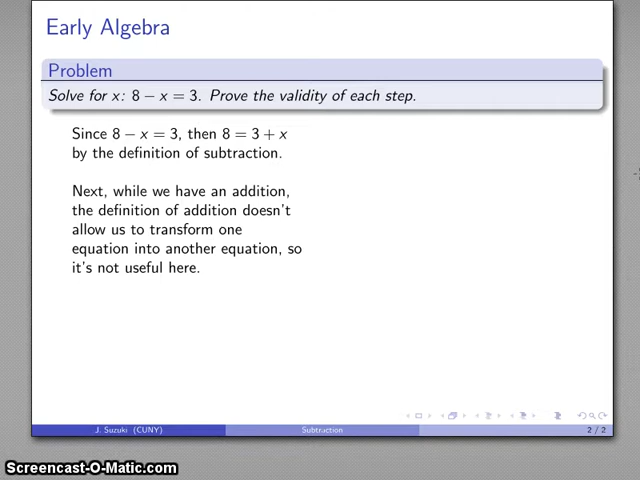 Early Algebra
Problem
Solve for x: 8 − x = 3. Prove the validity of each step.
Since 8 − x = 3, then 8 = 3 + x
by the definition of subtraction.
Next, while we have an addition,
the definition of addition doesn't
allow us to transform one
equation into another equation, so
it's not useful here.
J. Suzuki (CUNY)
Subtraction
2 / 2
Screencast-O-Matic.com